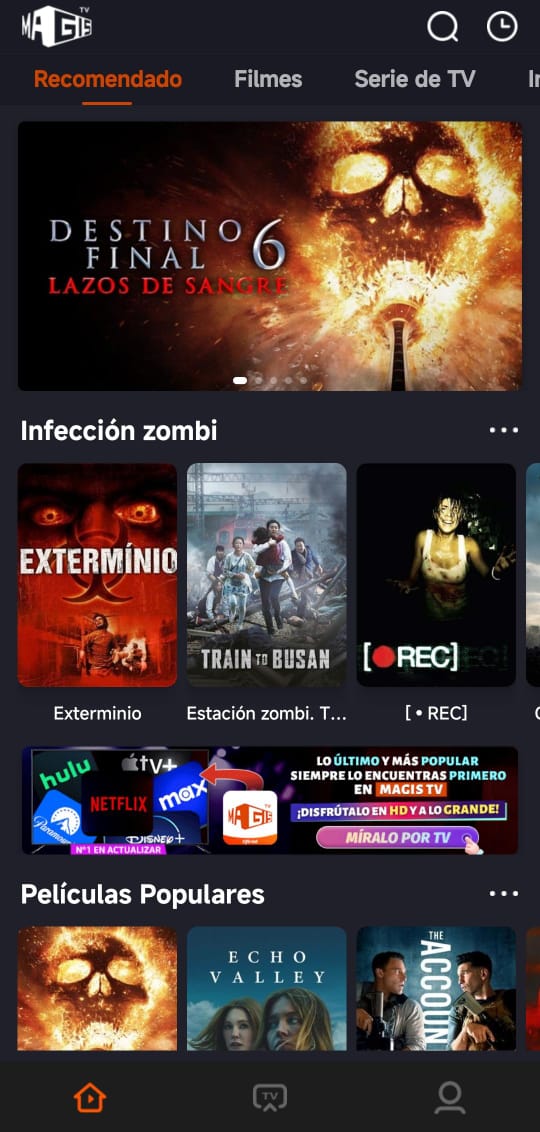 MAGIS TV
Recomendado Filmes Serie de TV
DESTINO
FINAL 6
LAZOS DE SANGRE
Infección zombi
EXTERMÍNIO
TRAIN TO BUSAN
[ REC]
Exterminio Estación zombi. T... [ • REC]
hulu tv+
NETFLIX max
Paramount
DISNEY+
Nº1 EN ACTUALIZAR
MAGIS TV
LO ÚLTIMO Y MÁS POPULAR
SIEMPRE LO ENCUENTRAS PRIMERO
EN MAGIS TV
¡DISFRÚTALO EN HD Y A LO GRANDE!
MÍRALO POR TV
Películas Populares
ECHO
VALLEY
THE
ACCOUN
TV